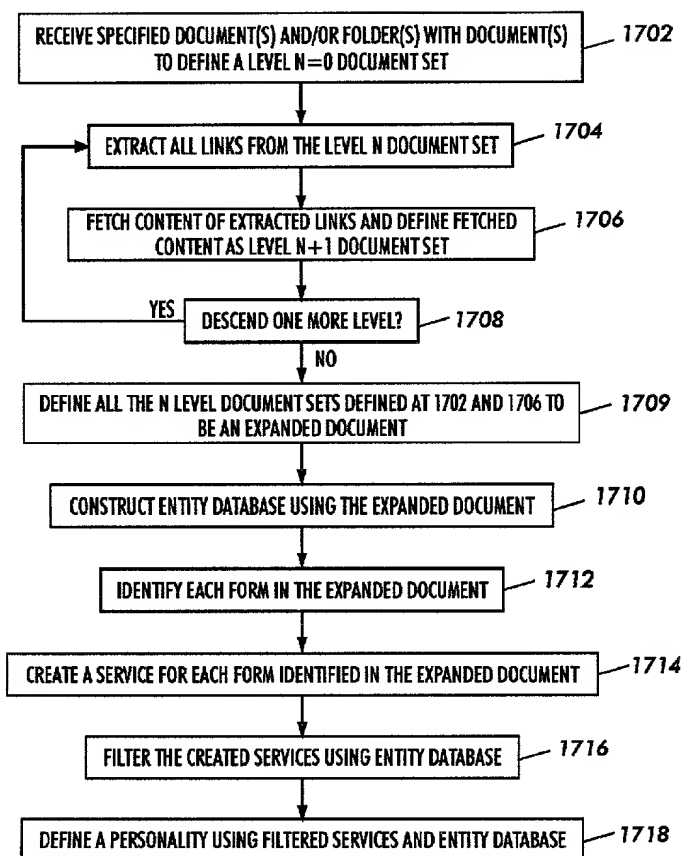 RECEIVE SPECIFIED DOCUMENT(S) AND/OR FOLDER(S) WITH DOCUMENT(S)
TO DEFINE A LEVEL N=0 DOCUMENT SET
1702
EXTRACT ALL LINKS FROM THE LEVEL N DOCUMENT SET
1704
FETCH CONTENT OF EXTRACTED LINKS AND DEFINE FETCHED
CONTENT AS LEVEL N+1 DOCUMENT SET
1706
YES
DESCEND ONE MORE LEVEL?
1708
NO
DEFINE ALL THE N LEVEL DOCUMENT SETS DEFINED AT 1702 AND 1706 TO
BE AN EXPANDED DOCUMENT
1709
CONSTRUCT ENTITY DATABASE USING THE EXPANDED DOCUMENT
1710
IDENTIFY EACH FORM IN THE EXPANDED DOCUMENT
1712
CREATE A SERVICE FOR EACH FORM IDENTIFIED IN THE EXPANDED DOCUMENT
1714
FILTER THE CREATED SERVICES USING ENTITY DATABASE
1716
DEFINE A PERSONALITY USING FILTERED SERVICES AND ENTITY DATABASE
1718